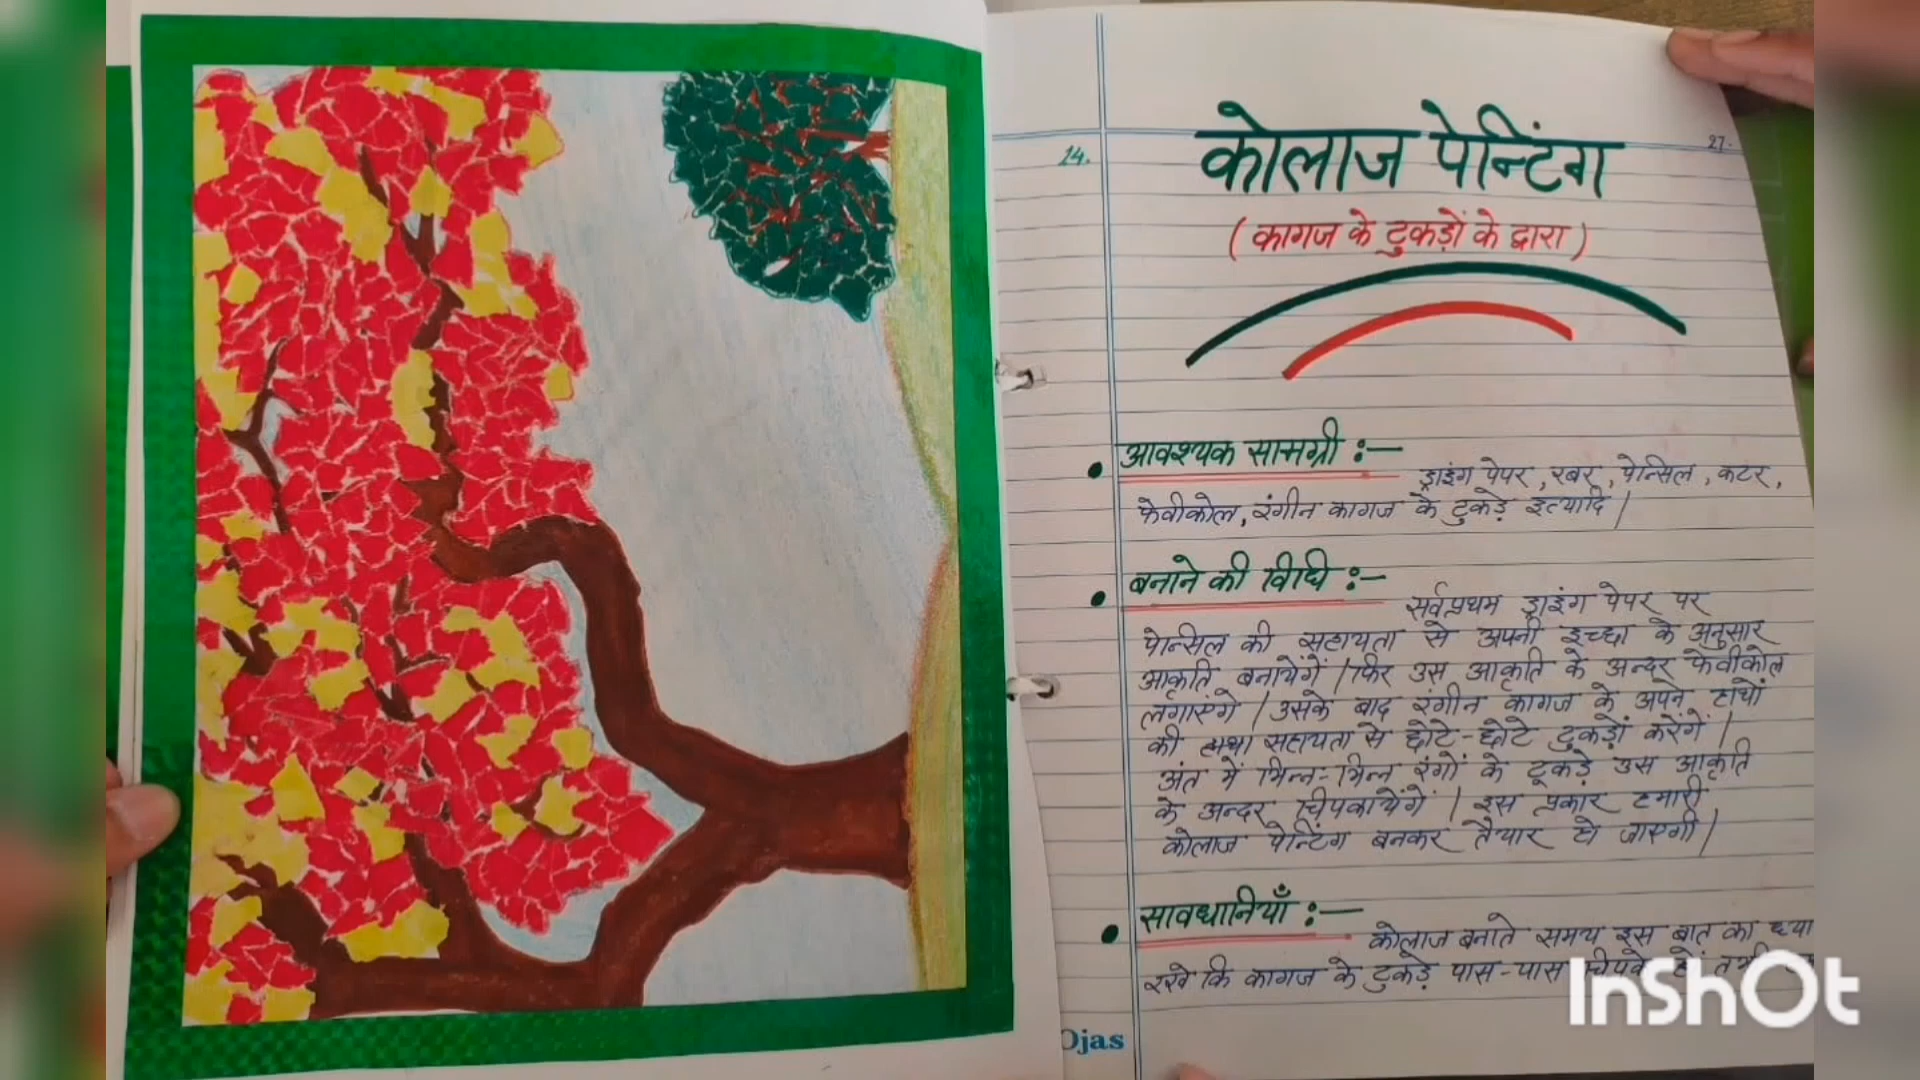 14.
27.
कोलाज पेन्टिंग
( कागज के टुकड़ों के द्वारा )
आवश्यक सामग्री :—
ड्राइंग पेपर, रबर, पेन्सिल, कटर,
फेवीकोल, रंगीन कागज के टुकड़े इत्यादि।
बनाने की विधि :—
सर्वप्रथम ड्राइंग पेपर पर
पेन्सिल की सहायता से अपनी इच्छा के अनुसार
आकृति बनायेगें। फिर उस आकृति के अन्दर फेवीकोल
लगाएगे। उसके बाद रंगीन कागज के अपने हाथों
की सहायता से छोटे-छोटे टुकड़ों करेंगें।
अंत में भिन्न-भिन्न रंगों के टूकड़े उस आकृति
के अन्दर चिपकायेंगें। इस प्रकार हमारी
कोलाज पेन्टिंग बनकर तैयार हो जाएगी।
सावधानियाँ :—
कोलाज बनाते समय इस बात का ध्या
रखे कि कागज के टुकड़े पास-पास
Ojas
InShOt